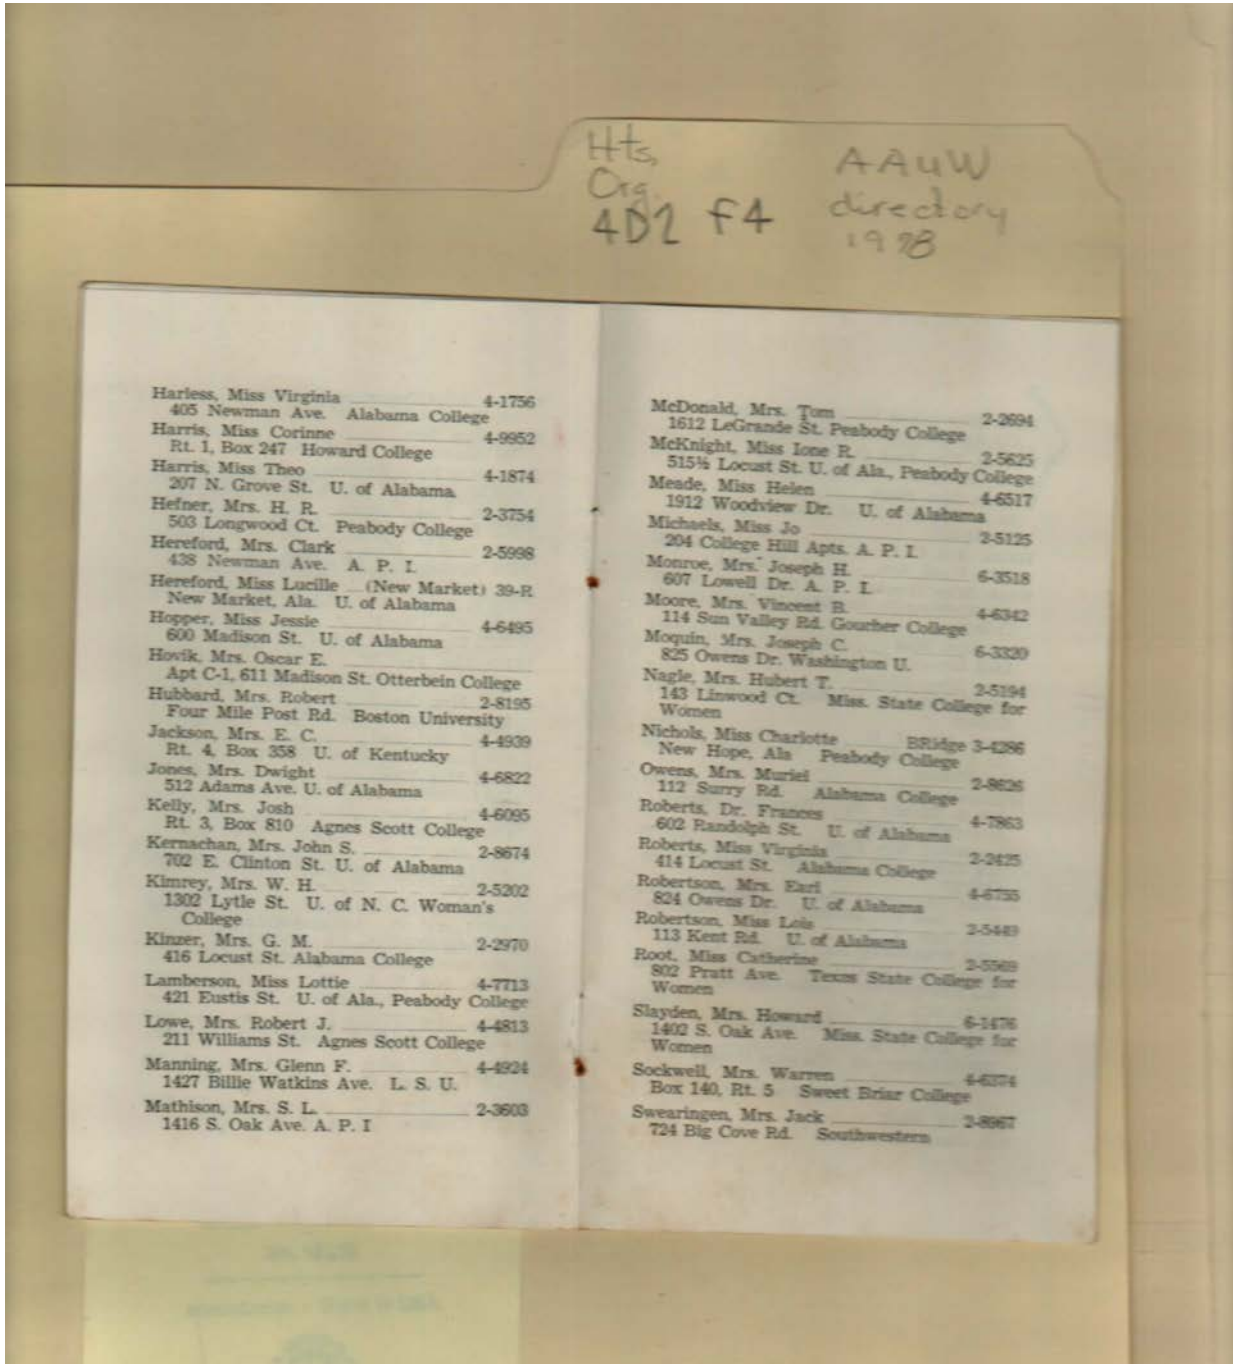 Hts,
Org.
4D2 f4
AAUW
directory
Harless, Miss Virginia 4-1756
405 Newman Ave. Alabama College
Harris, Miss Corinne 4-9952
Rt. 1, Box 247 Howard College
Harris, Miss Theo 4-1874
207 N. Grove St. U. of Alabama
Hefner, Mrs. H. R. 2-3754
503 Longwood Ct. Peabody College
Hereford, Mrs. Clark 2-5998
438 Newman Ave. A. P. I.
Hereford, Miss Lucille (New Market) 39-R
New Market, Ala. U. of Alabama
Hopper, Miss Jessie 4-6495
600 Madison St. U. of Alabama
Hovik, Mrs. Oscar E.
Apt C-1, 611 Madison St. Otterbein College
Hubbard, Mrs. Robert 2-8195
Four Mile Post Rd. Boston University
Jackson, Mrs. E. C. 4-4939
Rt. 4, Box 358 U. of Kentucky
Jones, Mrs. Dwight 4-6822
512 Adams Ave. U. of Alabama
Kelly, Mrs. Josh 4-6095
Rt. 3, Box 810 Agnes Scott College
Kernachan, Mrs. John S. 2-8674
702 E. Clinton St. U. of Alabama
Kimrey, Mrs. W. H. 2-5202
1302 Lytle St. U. of N. C. Woman's
College
Kinzer, Mrs. G. M. 2-2970
416 Locust St. Alabama College
Lamberson, Miss Lottie 4-7713
421 Eustis St. U. of Ala., Peabody College
Lowe, Mrs. Robert J. 4-4813
211 Williams St. Agnes Scott College
Manning, Mrs. Glenn F. 4-4924
1427 Billie Watkins Ave. L. S. U.
Mathison, Mrs. S. L. 2-3603
1416 S. Oak Ave. A. P. I
McDonald, Mrs. Tom 2-2694
1612 LeGrande St. Peabody College
McKnight, Miss Ione R. 2-5625
515½ Locust St. U. of Ala., Peabody College
Meade, Miss Helen 4-6517
1912 Woodview Dr. U. of Alabama
Michaels, Miss Jo 2-5125
204 College Hill Apts. A. P. I.
Monroe, Mrs. Joseph H. 6-3518
607 Lowell Dr. A. P. I.
Moore, Mrs. Vincent B. 4-6342
114 Sun Valley Rd. Goucher College
Moquin, Mrs. Joseph C. 6-3320
825 Owens Dr. Washington U.
Nagle, Mrs. Hubert T. 2-5194
143 Linwood Ct. Miss. State College for
Women
Nichols, Miss Charlotte BRidge 3-4286
New Hope, Ala Peabody College
Owens, Mrs. Muriel 2-8626
112 Surry Rd. Alabama College
Roberts, Dr. Frances 4-7863
602 Randolph St. U. of Alabama
Roberts, Miss Virginia 2-2425
414 Locust St. Alabama College
Robertson, Mrs. Earl 4-6755
824 Owens Dr. U. of Alabama
Robertson, Miss Lois 2-5449
113 Kent Rd. U. of Alabama
Root, Miss Catherine 2-5569
802 Pratt Ave. Texas State College for
Women
Slayden, Mrs. Howard 6-1476
1402 S. Oak Ave. Miss. State College for
Women
Sockwell, Mrs. Warren 4-6374
Box 140, Rt. 5 Sweet Briar College
Swearingen, Mrs. Jack 2-8967
724 Big Cove Rd. Southwestern